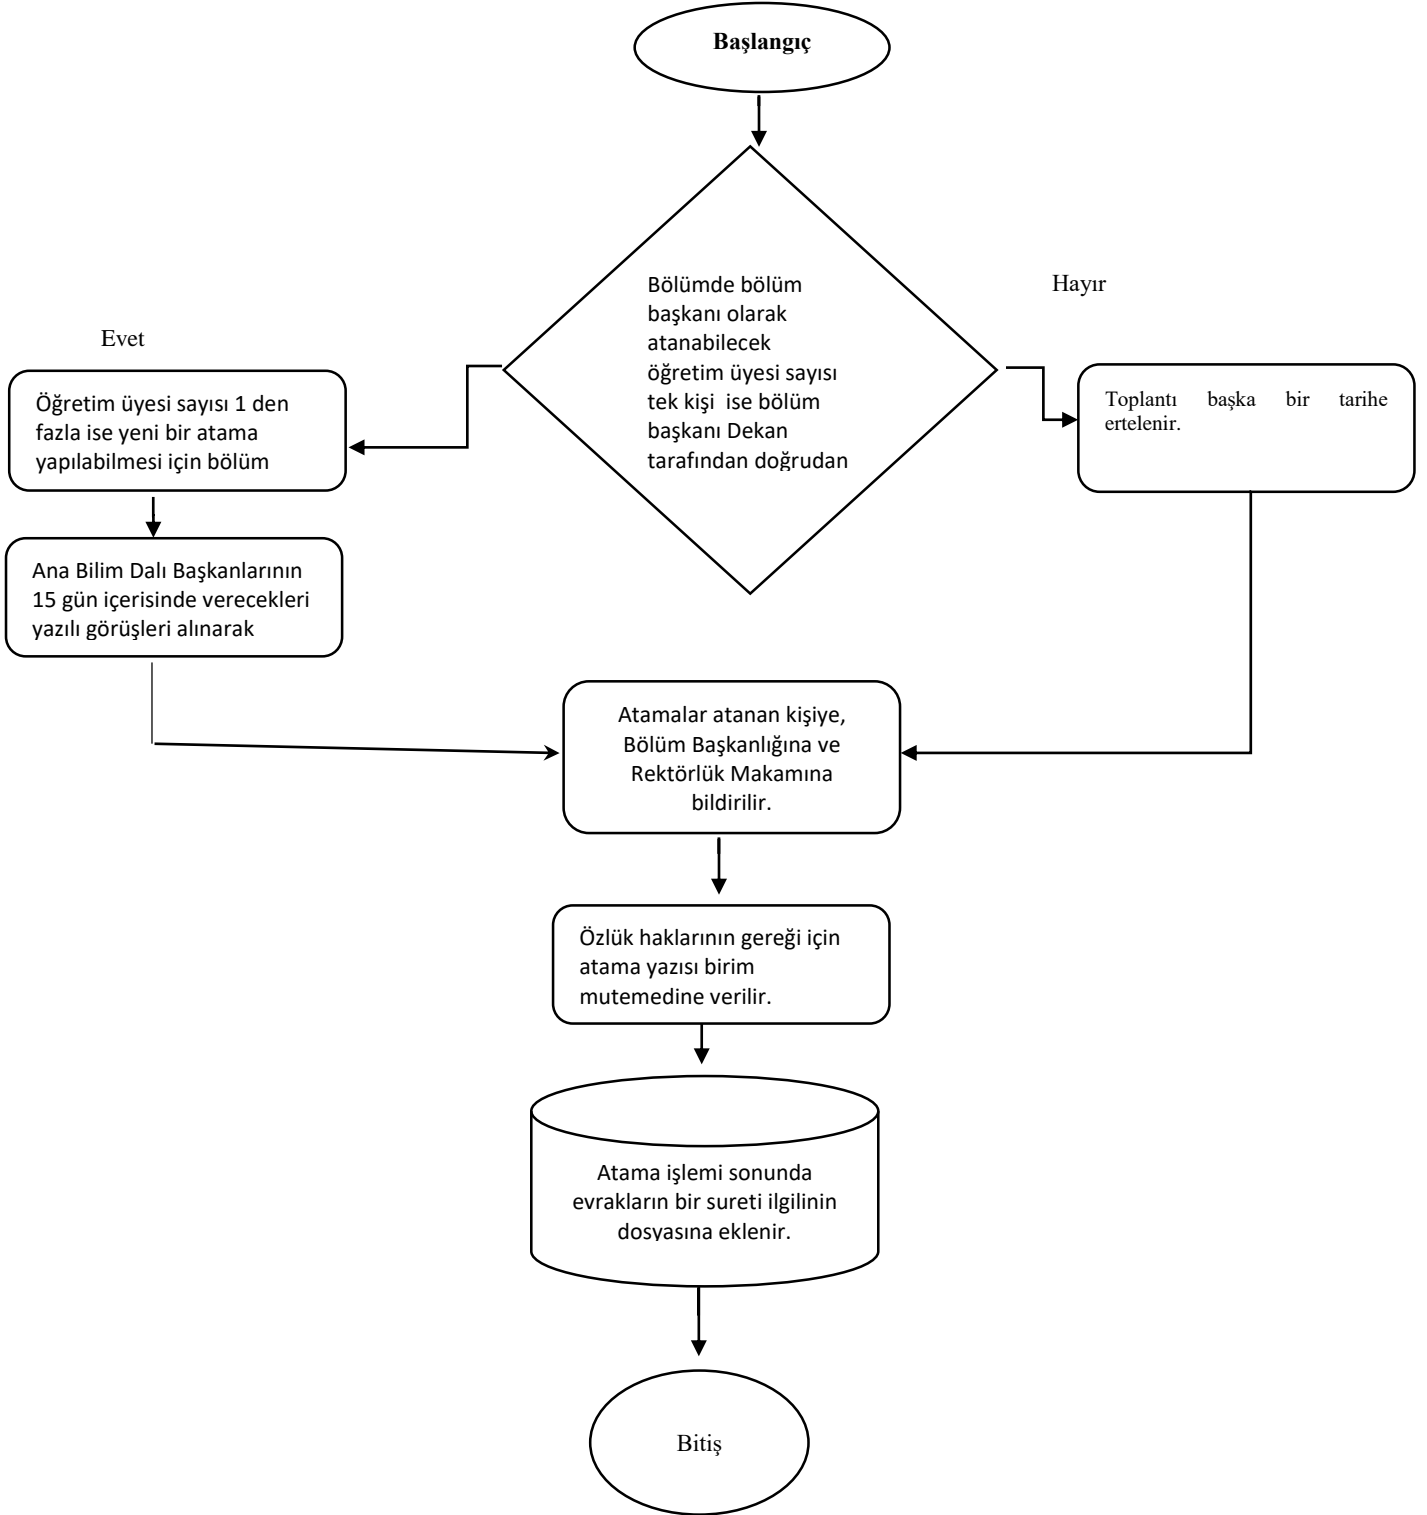 Başlangıç
Bölümde bölüm
başkanı olarak
atanabilecek
öğretim üyesi sayısı
tek kişi ise bölüm
başkanı Dekan
tarafından doğrudan
Hayır
Evet
Öğretim üyesi sayısı 1 den
fazla ise yeni bir atama
yapılabilmesi için bölüm
Toplantı başka bir tarihe
ertelenir.
Ana Bilim Dalı Başkanlarının
15 gün içerisinde verecekleri
yazılı görüşleri alınarak
Atamalar atanan kişiye,
Bölüm Başkanlığına ve
Rektörlük Makamına
bildirilir.
Özlük haklarının gereği için
atama yazısı birim
mutemedine verilir.
Atama işlemi sonunda
evrakların bir sureti ilgilinin
dosyasına eklenir.
Bitiş